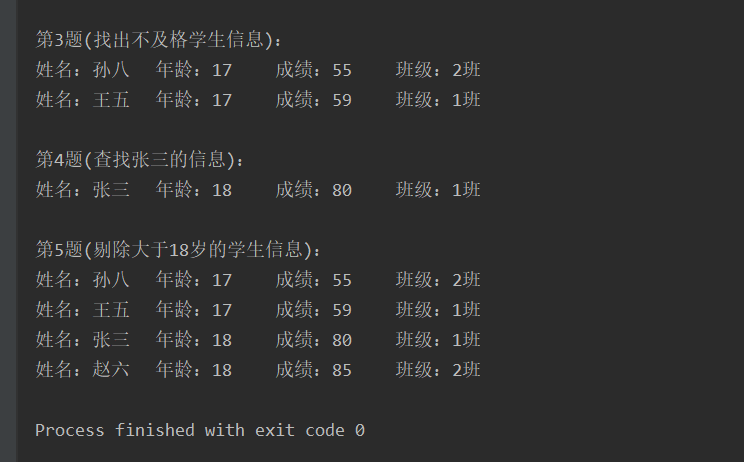 第3题(找出不及格学生信息):
姓名: 孙八 年龄: 17 成绩: 55 班级: 2班
姓名: 王五 年龄: 17 成绩: 59 班级: 1班
第4题(查找张三的信息):
姓名: 张三 年龄: 18 成绩: 80 班级: 1班
第5题(剔除大于18岁的学生信息):
姓名: 孙八 年龄: 17 成绩: 55 班级: 2班
姓名: 王五 年龄: 17 成绩: 59 班级: 1班
姓名: 张三 年龄: 18 成绩: 80 班级: 1班
姓名: 赵六 年龄: 18 成绩: 85 班级: 2班
Process finished with exit code 0